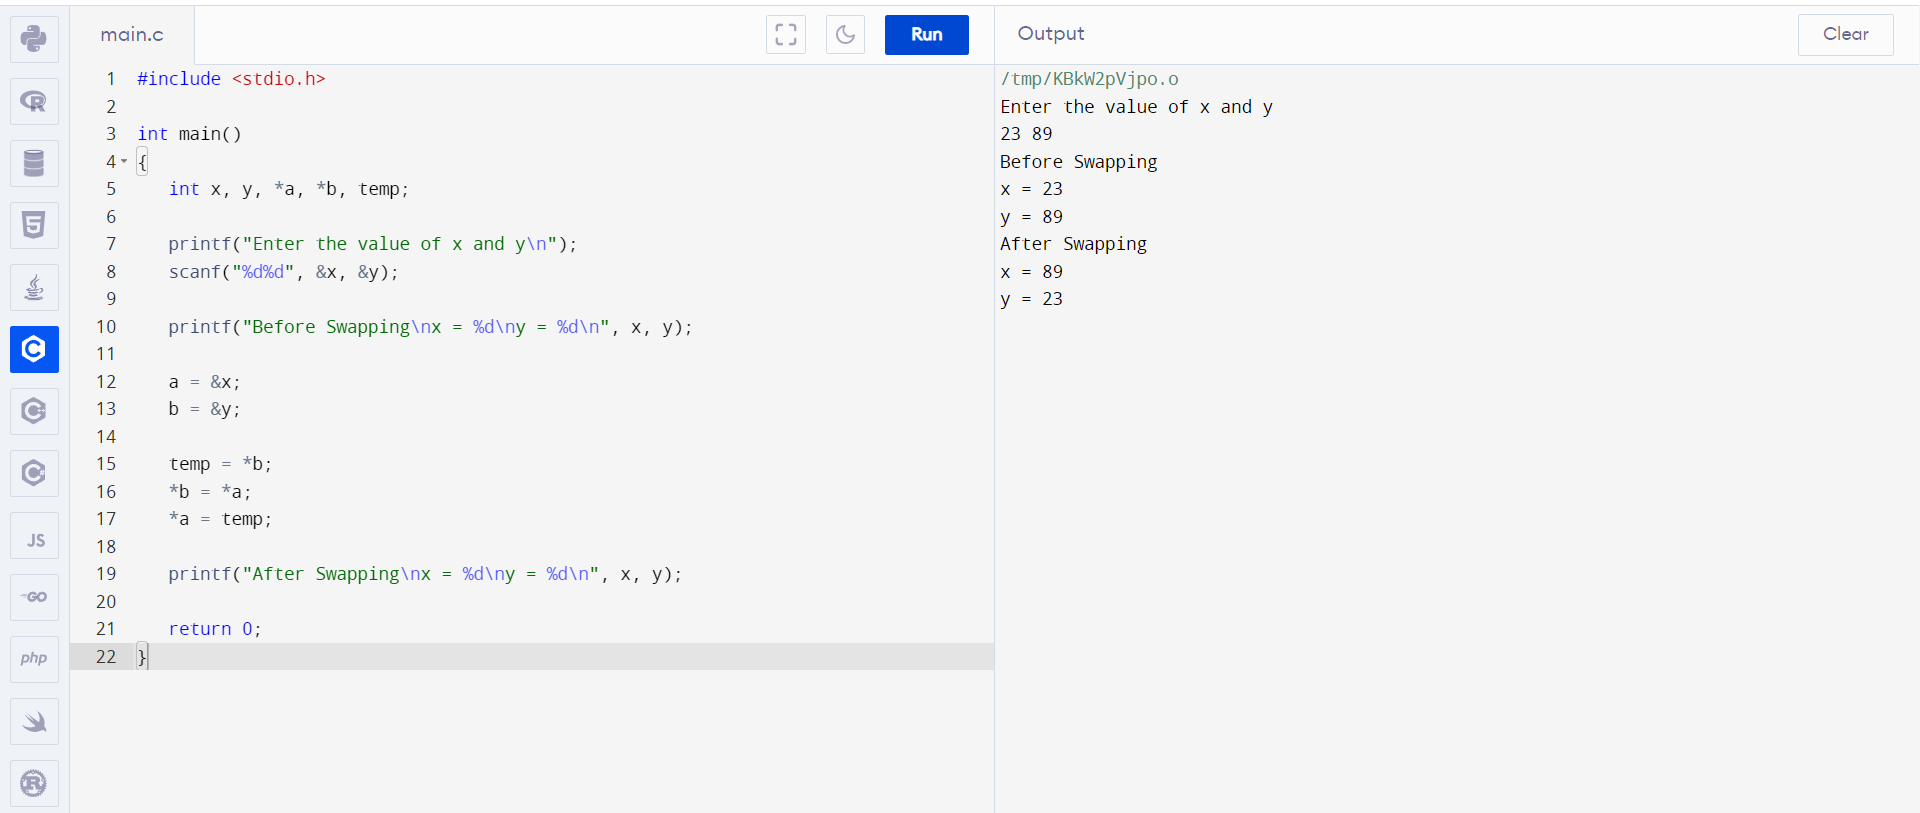 main.c
Run
Output
Clear
1 #include <stdio.h>
2
3 int main()
4 {
5    int x, y, *a, *b, temp;
6
7    printf("Enter the value of x and y\n");
8    scanf("%d%d", &x, &y);
9
10    printf("Before Swapping\nx = %d\ny = %d\n", x, y);
11
12    a = &x;
13    b = &y;
14
15    temp = *b;
16    *b = *a;
17    *a = temp;
18
19    printf("After Swapping\nx = %d\ny = %d\n", x, y);
20
21    return 0;
22 }
/tmp/KBkW2pVjpo.o
Enter the value of x and y
23 89
Before Swapping
x = 23
y = 89
After Swapping
x = 89
y = 23
JS
GO
php